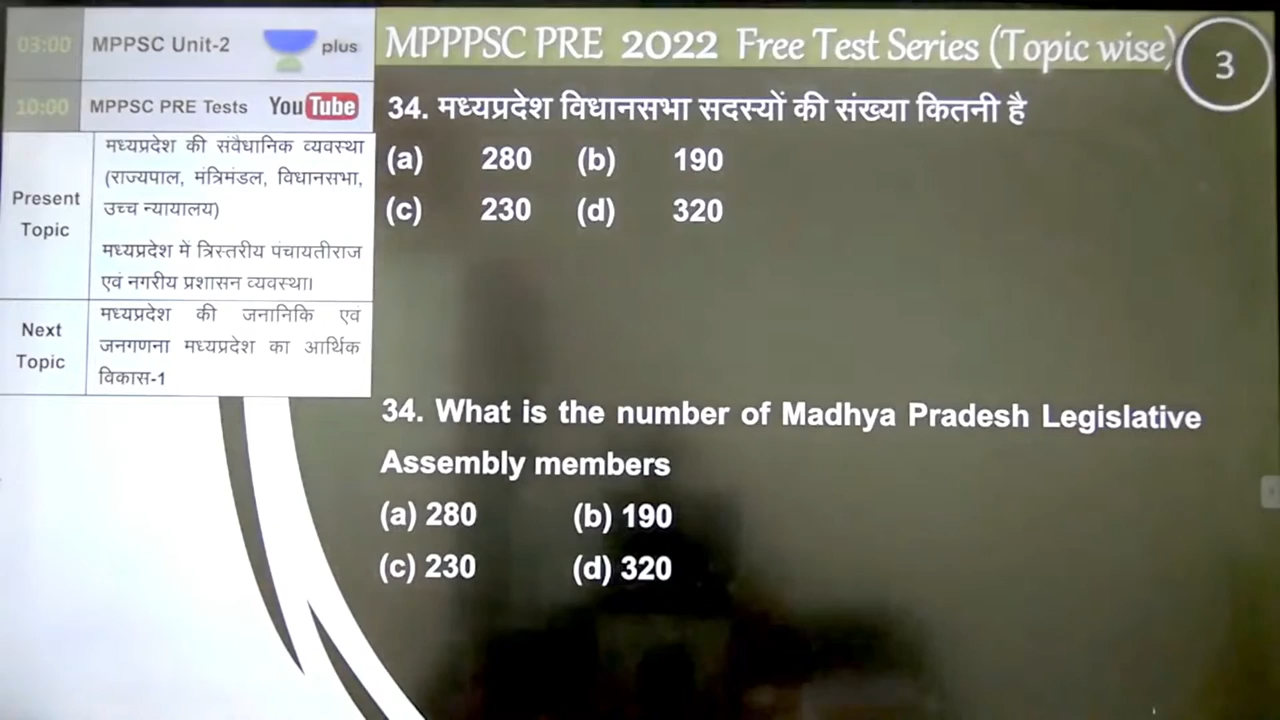 03:00 MPPSC Unit-2 plus
10:00 MPPSC PRE Tests YouTube
Present Topic
मध्यप्रदेश की संवैधानिक व्यवस्था
(राज्यपाल, मंत्रिमंडल, विधानसभा,
उच्च न्यायालय)
मध्यप्रदेश में त्रिस्तरीय पंचायतीराज
एवं नगरीय प्रशासन व्यवस्था।
Next Topic
मध्यप्रदेश की जनानिकि एवं
जनगणना मध्यप्रदेश का आर्थिक
विकास-1
MPPPSC PRE 2022 Free Test Series (Topic wise)
3
34. मध्यप्रदेश विधानसभा सदस्यों की संख्या कितनी है
(a) 280 (b) 190
(c) 230 (d) 320
34. What is the number of Madhya Pradesh Legislative
Assembly members
(a) 280 (b) 190
(c) 230 (d) 320